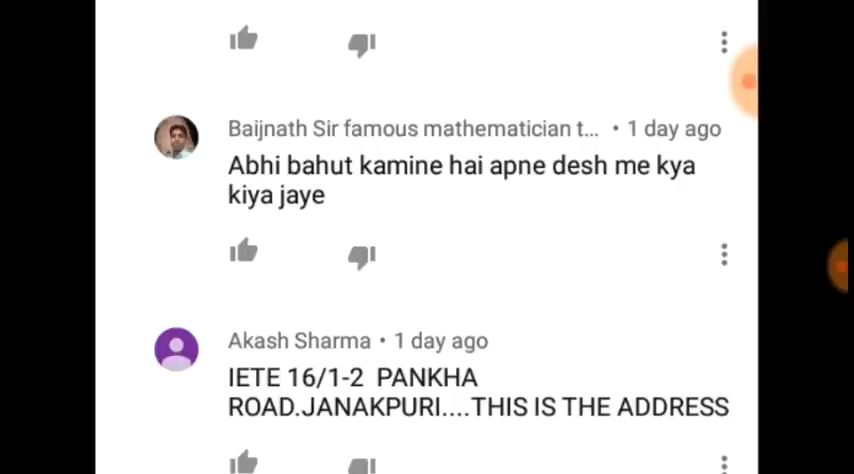 Baijnath Sir famous mathematician t... • 1 day ago
Abhi bahut kamine hai apne desh me kya
kiya jaye
Akash Sharma • 1 day ago
IETE 16/1-2 PANKHA
ROAD.JANAKPURI....THIS IS THE ADDRESS